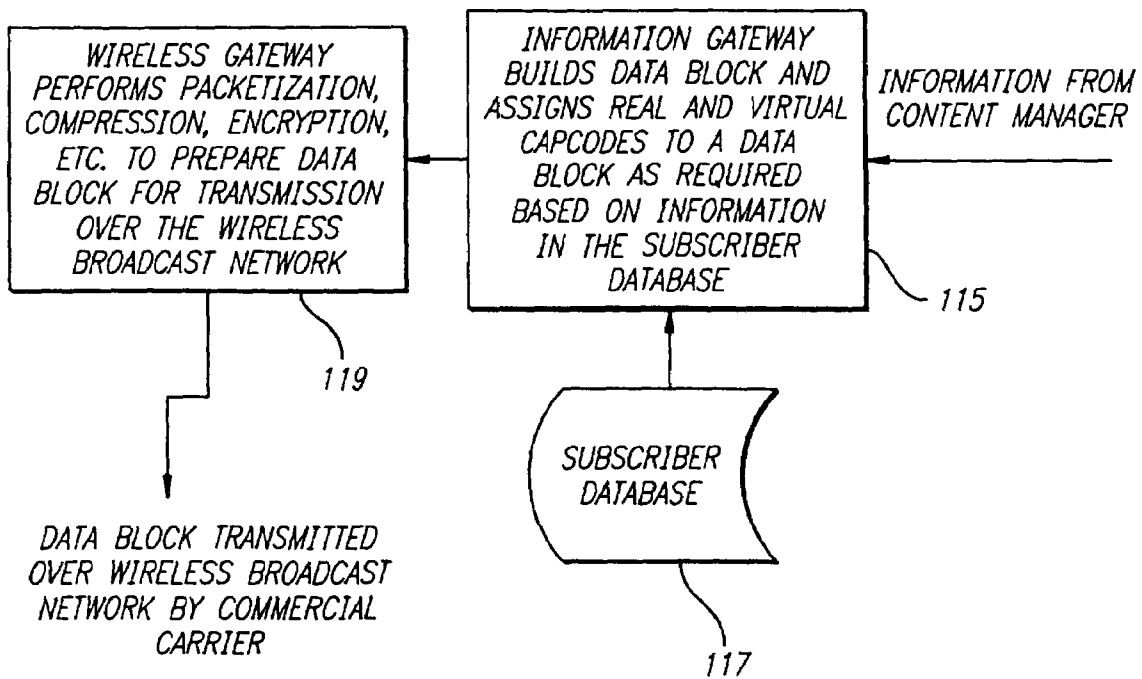 WIRELESS GATEWAY
PERFORMS PACKETIZATION,
COMPRESSION, ENCRYPTION,
ETC. TO PREPARE DATA
BLOCK FOR TRANSMISSION
OVER THE WIRELESS
BROADCAST NETWORK
119
INFORMATION GATEWAY
BUILDS DATA BLOCK AND
ASSIGNS REAL AND VIRTUAL
CAPCODES TO A DATA
BLOCK AS REQUIRED
BASED ON INFORMATION
IN THE SUBSCRIBER
DATABASE
115
INFORMATION FROM
CONTENT MANAGER
SUBSCRIBER
DATABASE
117
DATA BLOCK TRANSMITTED
OVER WIRELESS BROADCAST
NETWORK BY COMMERCIAL
CARRIER